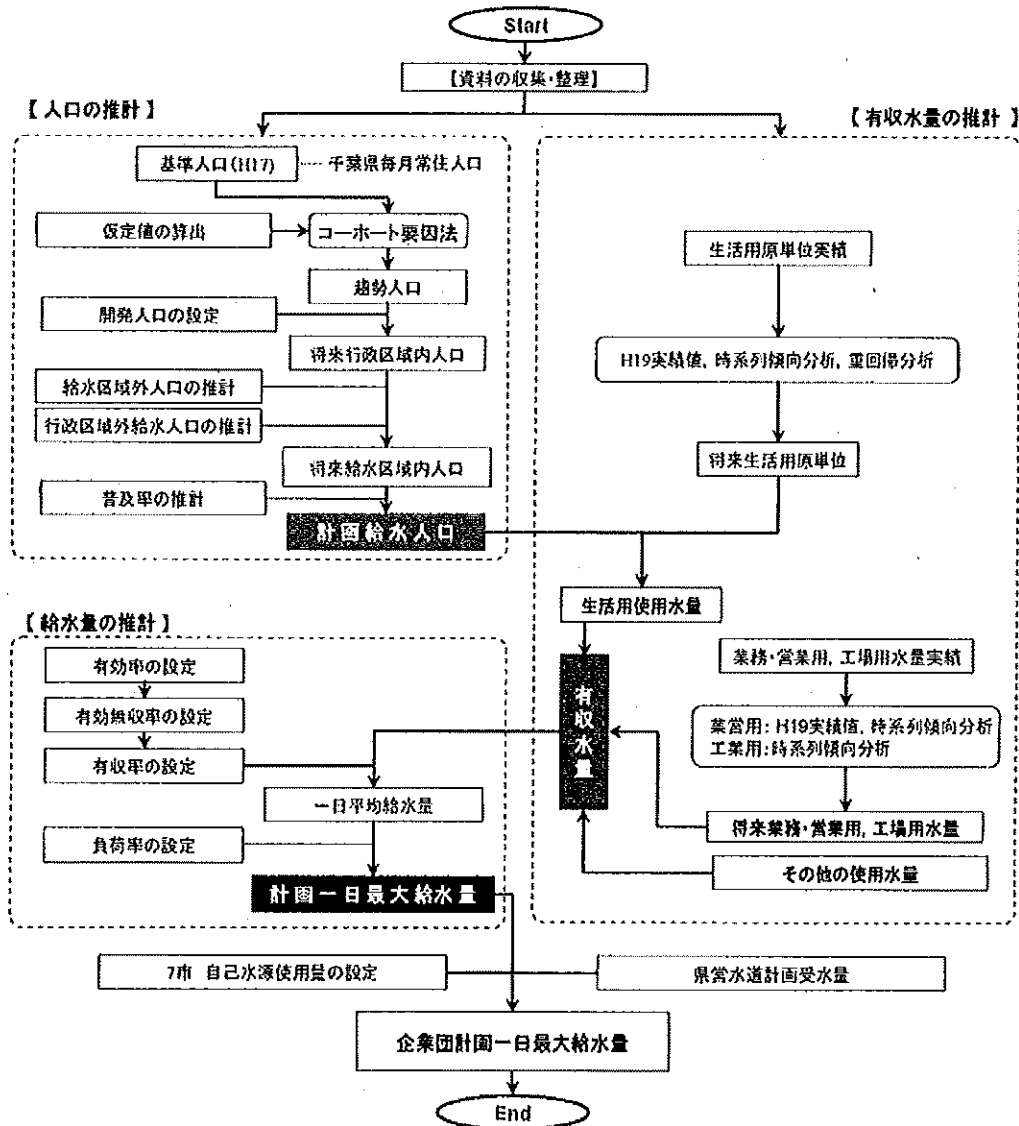 Start
【資料の収集・整理】
【人口の推計】
基準人口(H17)
千葉県毎月常住人口
仮定値の算出
コーホート要因法
趨勢人口
開発人口の設定
将来行政区域内人口
給水区域外人口の推計
行政区域外給水人口の推計
将来給水区域内人口
普及率の推計
計画給水人口
【有収水量の推計】
生活用原単位実績
H19実績値, 時系列傾向分析, 重回帰分析
将来生活用原単位
生活用使用水量
有収水量
業務・営業用, 工場用水量実績
業営用: H19実績値, 時系列傾向分析
工業用: 時系列傾向分析
将来業務・営業用, 工場用水量
その他の使用水量
【給水量の推計】
有効率の設定
有効無収率の設定
有収率の設定
一日平均給水量
負荷率の設定
計画一日最大給水量
7市 自己水源使用量の設定
県営水道計画受水量
企業団計画一日最大給水量
End